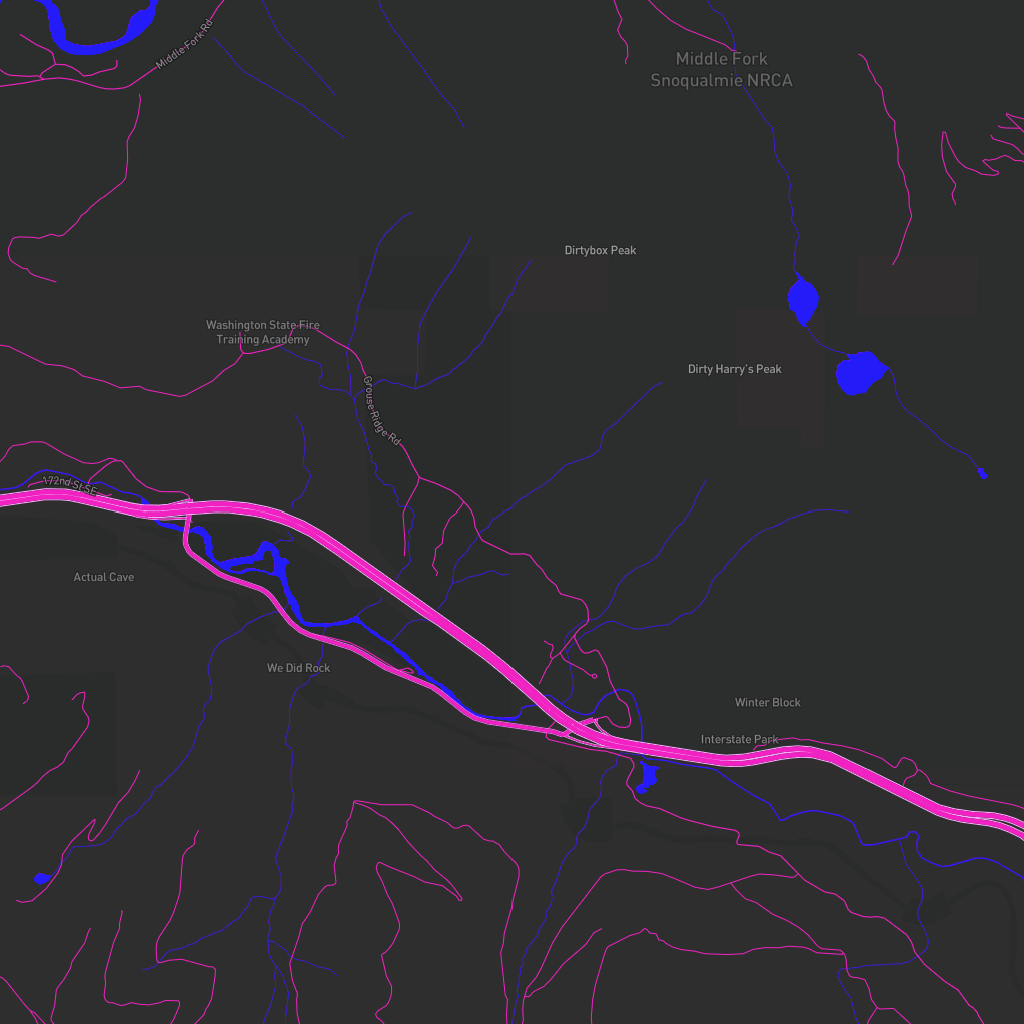 Middle Fork Rd
Middle Fork
Snoqualmie NRCA
Dirtybox Peak
Washington State Fire
Training Academy
Dirty Harry's Peak
Grouse Ridge Rd
172nd St SE
Actual Cave
We Did Rock
Winter Block
Interstate Park